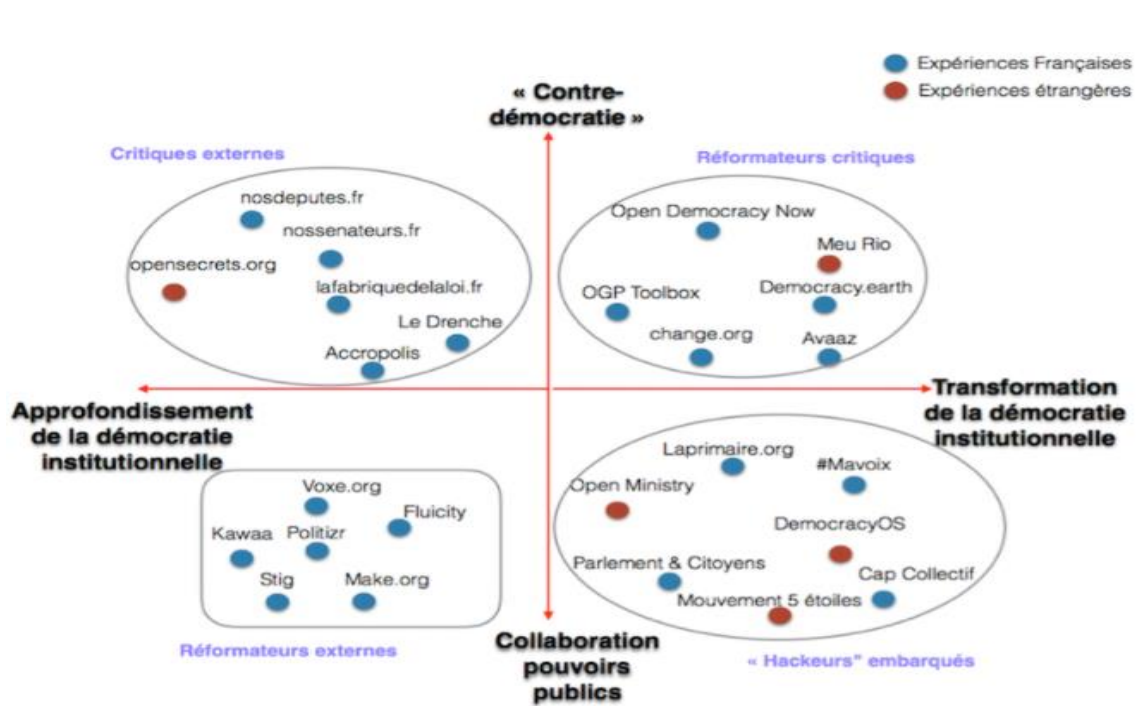 Expériences Françaises
Expériences étrangères
« Contre-
démocratie »
Critiques externes
Réformateurs critiques
nosdeputes.fr
nossenateurs.fr
opensecrets.org
lafabriquedelaloi.fr
Le Drenche
Accropolis
Open Democracy Now
Meu Rio
OGP Toolbox
Democracy.earth
change.org
Avaaz
Approfondissement
de la démocratie
institutionnelle
Transformation
de la démocratie
institutionnelle
Voxe.org
Fluicity
Kawaa
Politizr
Stig
Make.org
Réformateurs externes
Laprimaire.org
#Mavoix
Open Ministry
DemocracyOS
Parlement & Citoyens
Cap Collectif
Mouvement 5 étoiles
« Hackeurs" embarqués
Collaboration
pouvoirs
publics